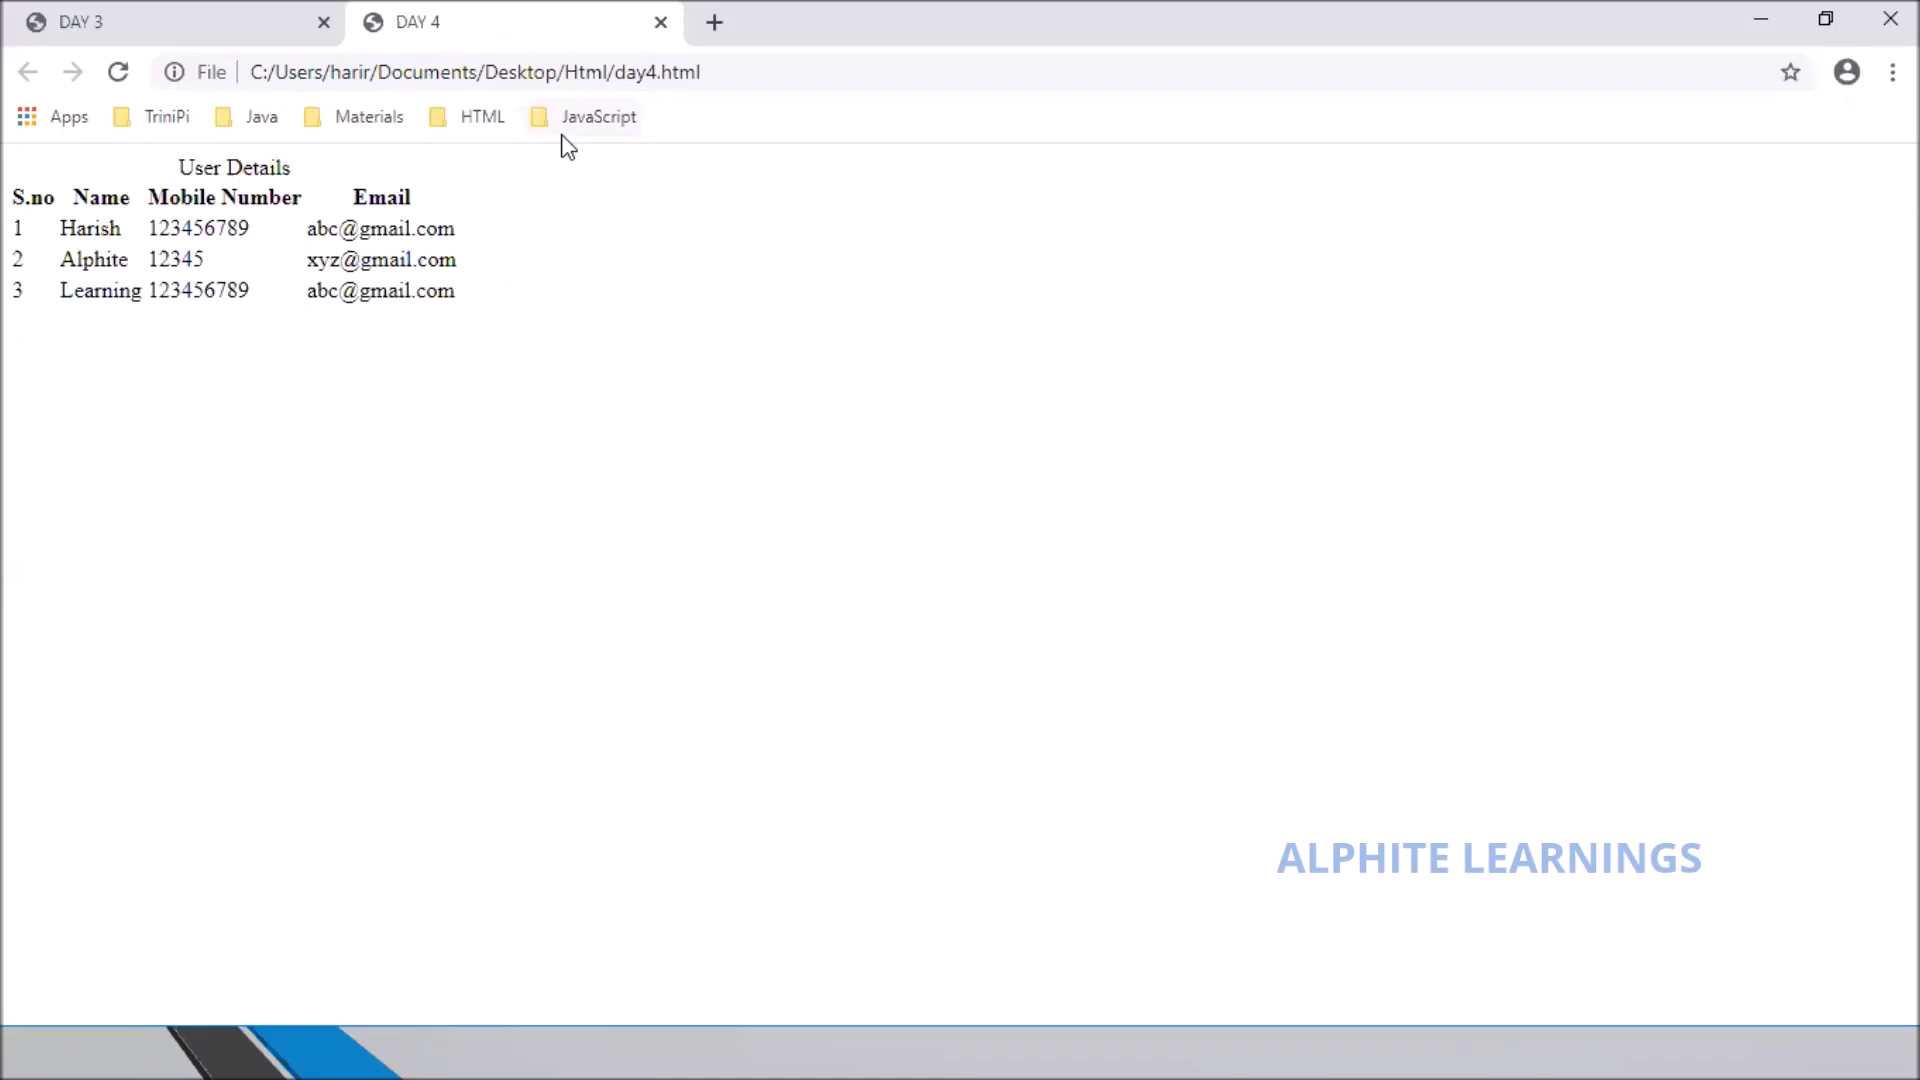 DAY 3 DAY 4
File C:/Users/harir/Documents/Desktop/Html/day4.html
Apps TriniPi Java Materials HTML JavaScript
User Details
S.no Name Mobile Number Email
1 Harish 123456789 abc@gmail.com
2 Alphite 12345 xyz@gmail.com
3 Learning 123456789 abc@gmail.com
ALPHITE LEARNINGS